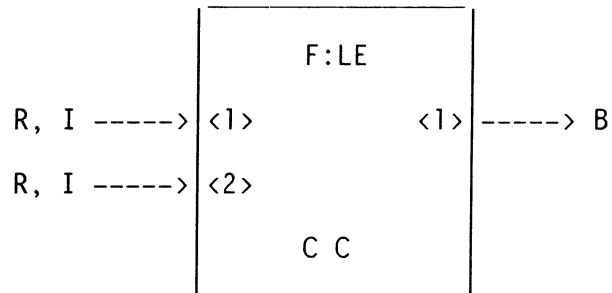 F:LE
R, I -----> <1> <1> -----> B
R, I -----> <2>
C C